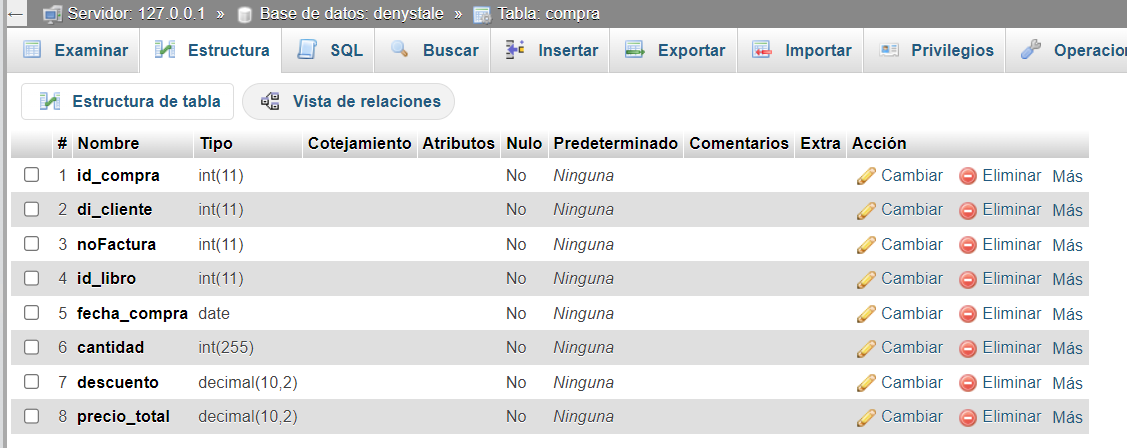 ← Servidor: 127.0.0.1 » Base de datos: denystale » Tabla: compra
Examinar Estructura SQL Buscar Insertar Exportar Importar Privilegios Operacion
Estructura de tabla Vista de relaciones
# Nombre Tipo Cotejamiento Atributos Nulo Predeterminado Comentarios Extra Acción
1 id_compra int(11) No Ninguna Cambiar Eliminar Más
2 di_cliente int(11) No Ninguna Cambiar Eliminar Más
3 noFactura int(11) No Ninguna Cambiar Eliminar Más
4 id_libro int(11) No Ninguna Cambiar Eliminar Más
5 fecha_compra date No Ninguna Cambiar Eliminar Más
6 cantidad int(255) No Ninguna Cambiar Eliminar Más
7 descuento decimal(10,2) No Ninguna Cambiar Eliminar Más
8 precio_total decimal(10,2) No Ninguna Cambiar Eliminar Más